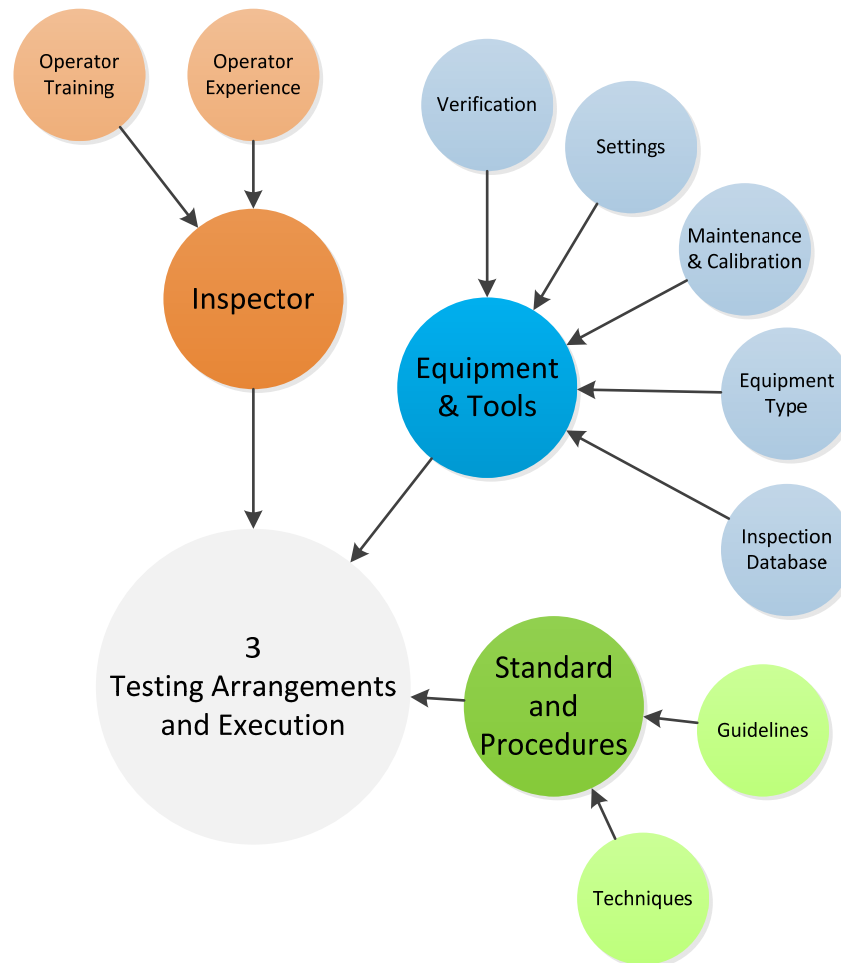 Operator
Training
Operator
Experience
Verification
Settings
Maintenance
& Calibration
Inspector
Equipment
& Tools
Equipment
Type
Inspection
Database
3
Testing Arrangements
and Execution
Standard
and
Procedures
Guidelines
Techniques